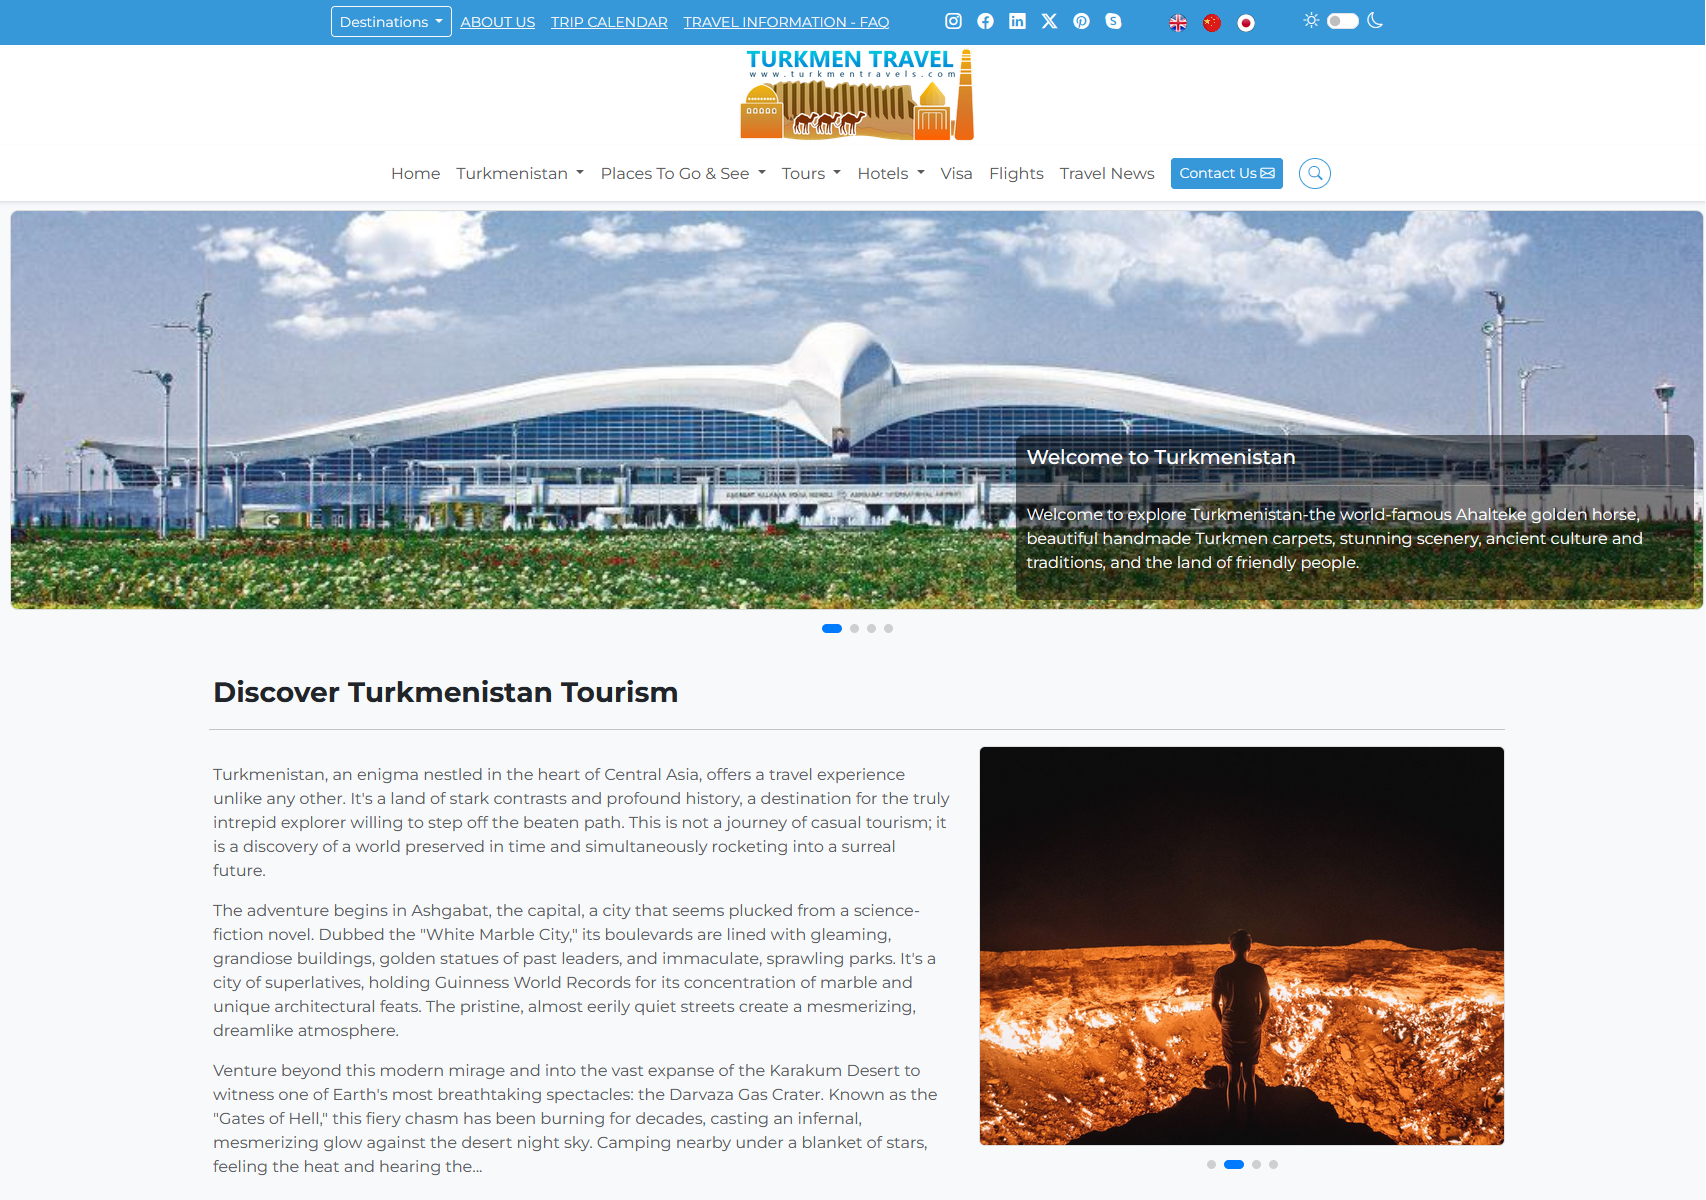 Destinations ABOUT US TRIP CALENDAR TRAVEL INFORMATION - FAQ
TURKMEN TRAVEL
www.turkmentravels.com
Home Turkmenistan Places To Go & See Tours Hotels Visa Flights Travel News Contact Us
ASHGABAT INTERNATIONAL AIRPORT
Welcome to Turkmenistan
Welcome to explore Turkmenistan-the world-famous Ahalteke golden horse,
beautiful handmade Turkmen carpets, stunning scenery, ancient culture and
traditions, and the land of friendly people.
Discover Turkmenistan Tourism
Turkmenistan, an enigma nestled in the heart of Central Asia, offers a travel experience
unlike any other. It's a land of stark contrasts and profound history, a destination for the truly
intrepid explorer willing to step off the beaten path. This is not a journey of casual tourism; it
is a discovery of a world preserved in time and simultaneously rocketing into a surreal
future.
The adventure begins in Ashgabat, the capital, a city that seems plucked from a science-
fiction novel. Dubbed the "White Marble City," its boulevards are lined with gleaming,
grandiose buildings, golden statues of past leaders, and immaculate, sprawling parks. It's a
city of superlatives, holding Guinness World Records for its concentration of marble and
unique architectural feats. The pristine, almost eerily quiet streets create a mesmerizing,
dreamlike atmosphere.
Venture beyond this modern mirage and into the vast expanse of the Karakum Desert to
witness one of Earth's most breathtaking spectacles: the Darvaza Gas Crater. Known as the
"Gates of Hell," this fiery chasm has been burning for decades, casting an infernal,
mesmerizing glow against the desert night sky. Camping nearby under a blanket of stars,
feeling the heat and hearing the...